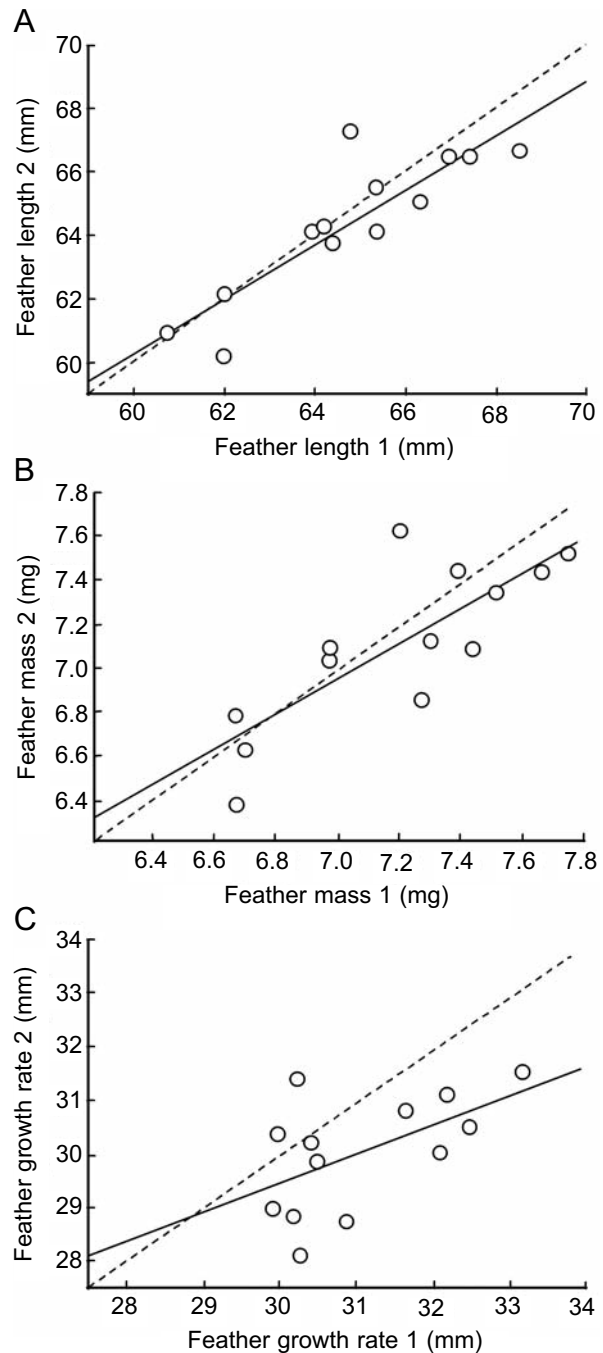 A
70
68
66
64
62
60
Feather length 2 (mm)
60 62 64 66 68 70
Feather length 1 (mm)
B
7.8
7.6
7.4
7.2
7.0
6.8
6.6
6.4
Feather mass 2 (mg)
6.4 6.6 6.8 7.0 7.2 7.4 7.6 7.8
Feather mass 1 (mg)
C
34
33
32
31
30
29
28
Feather growth rate 2 (mm)
28 29 30 31 32 33 34
Feather growth rate 1 (mm)